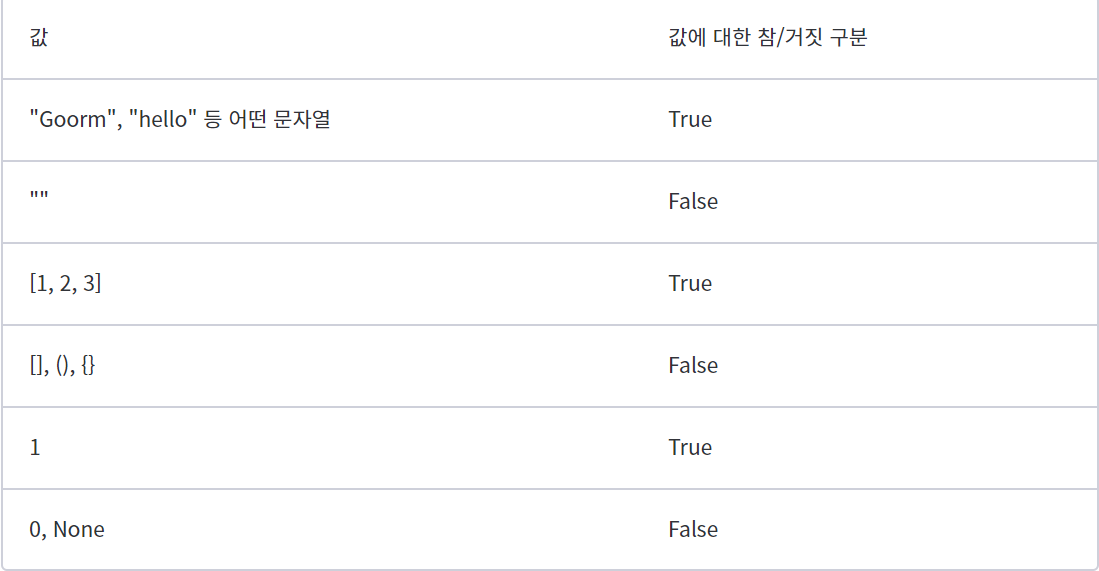 값 값에 대한 참/거짓 구분
"Goorm", "hello" 등 어떤 문자열 True
"" False
[1, 2, 3] True
[], (), {} False
1 True
0, None False